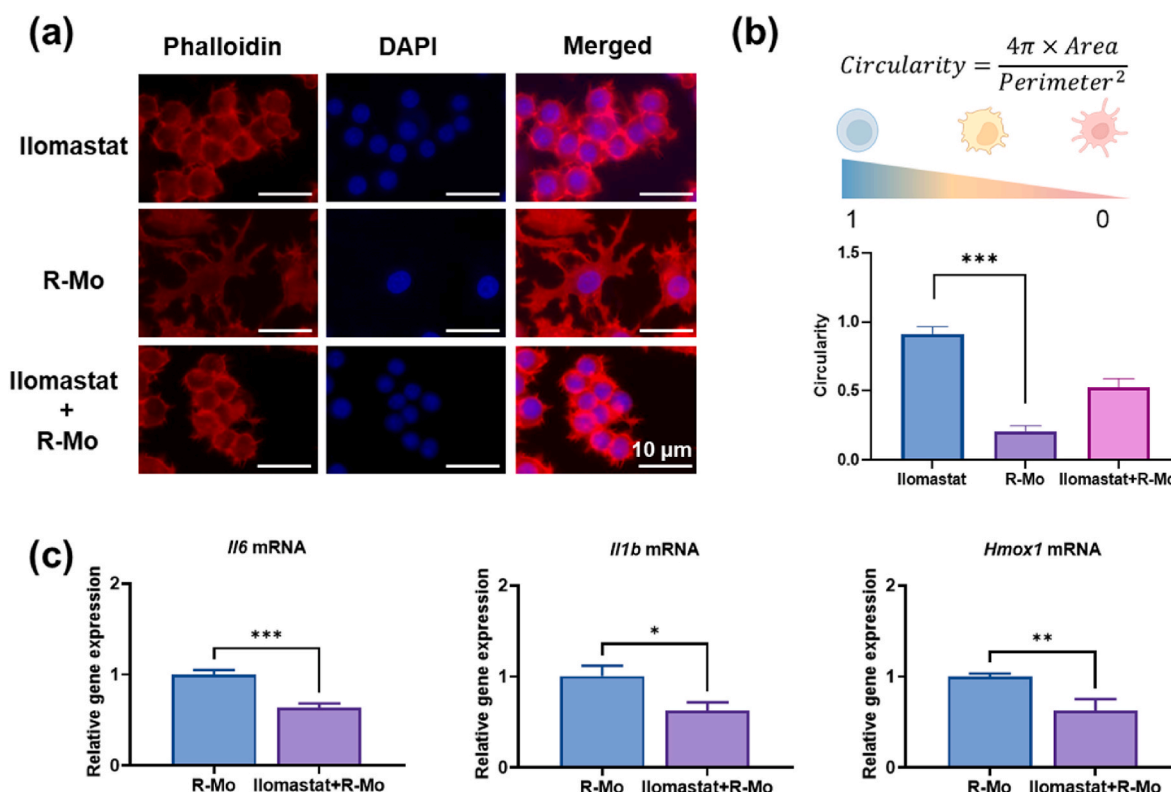 (a)
Phalloidin DAPI Merged
Ilomastat
R-Mo
Ilomastat
+
R-Mo
10 μm
(b)
Circularity = 4π × Area / Perimeter²
1 0
Circularity
1.5
1.0
0.5
0.0
***
Ilomastat R-Mo Ilomastat+R-Mo
(c)
Il6 mRNA
Relative gene expression
2
1
0
***
R-Mo Ilomastat+R-Mo
Il1b mRNA
Relative gene expression
2
1
0
*
R-Mo Ilomastat+R-Mo
Hmox1 mRNA
Relative gene expression
2
1
0
**
R-Mo Ilomastat+R-Mo